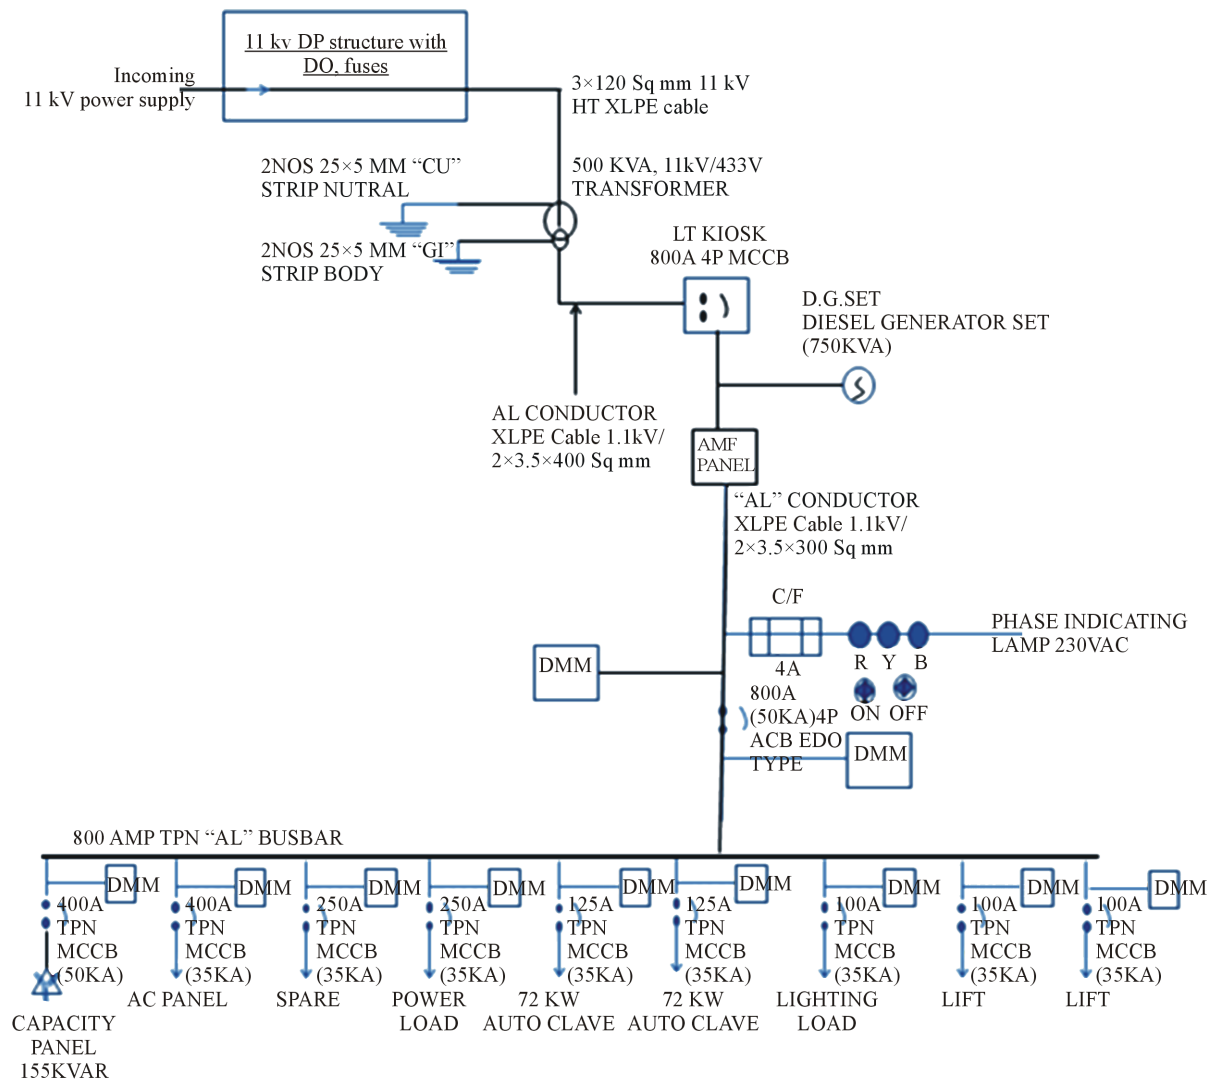 11 kv DP structure with
DO, fuses
Incoming
11 kV power supply
3×120 Sq mm 11 kV
HT XLPE cable
2NOS 25×5 MM “CU”
STRIP NUTRAL
500 KVA, 11kV/433V
TRANSFORMER
2NOS 25×5 MM “GI”
STRIP BODY
LT KIOSK
800A 4P MCCB
D.G.SET
DIESEL GENERATOR SET
(750KVA)
AL CONDUCTOR
XLPE Cable 1.1kV/
2×3.5×400 Sq mm
AMF
PANEL
“AL” CONDUCTOR
XLPE Cable 1.1kV/
2×3.5×300 Sq mm
C/F
4A
R Y B
PHASE INDICATING
LAMP 230VAC
ON OFF
DMM
800A
(50KA)4P
ACB EDO
TYPE
DMM
800 AMP TPN “AL” BUSBAR
DMM
400A
TPN
MCCB
(50KA)
CAPACITY
PANEL
155KVAR
DMM
400A
TPN
MCCB
(35KA)
AC PANEL
DMM
250A
TPN
MCCB
(35KA)
SPARE
DMM
250A
TPN
MCCB
(35KA)
POWER
LOAD
DMM
125A
TPN
MCCB
(35KA)
72 KW
AUTO CLAVE
DMM
125A
TPN
MCCB
(35KA)
72 KW
AUTO CLAVE
DMM
100A
TPN
MCCB
(35KA)
LIGHTING
LOAD
DMM
100A
TPN
MCCB
(35KA)
LIFT
DMM
100A
TPN
MCCB
(35KA)
LIFT